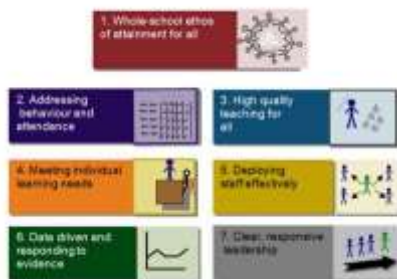 1. Whole-school ethos
of attainment for all
2. Addressing
behaviour and
attendance
3. High quality
teaching for
all
4. Meeting individual
learning needs
5. Deploying
staff effectively
6. Data driven and
responding to
evidence
7. Clear, responsive
leadership